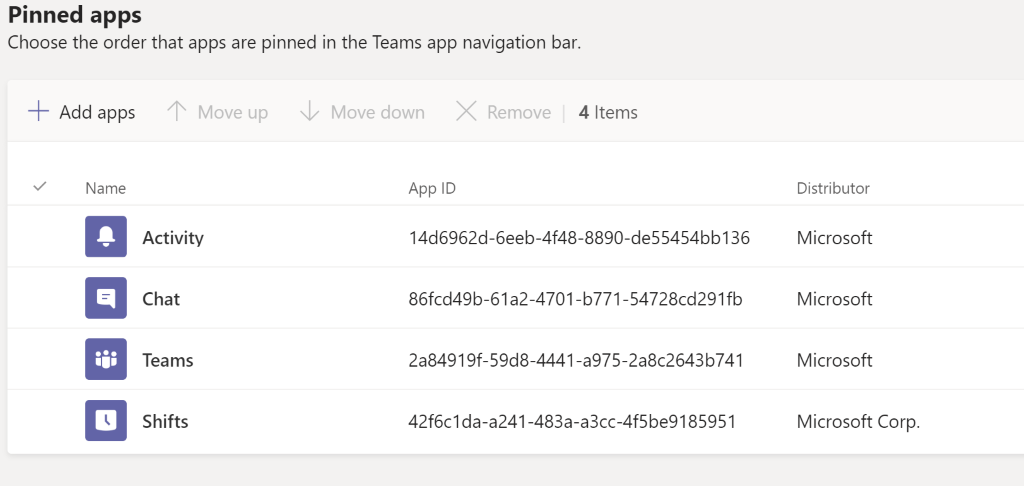 Pinned apps
Choose the order that apps are pinned in the Teams app navigation bar.
Add apps Move up Move down Remove | 4 Items
Name App ID Distributor
Activity 14d6962d-6eeb-4f48-8890-de55454bb136 Microsoft
Chat 86fcd49b-61a2-4701-b771-54728cd291fb Microsoft
Teams 2a84919f-59d8-4441-a975-2a8c2643b741 Microsoft
Shifts 42f6c1da-a241-483a-a3cc-4f5be9185951 Microsoft Corp.